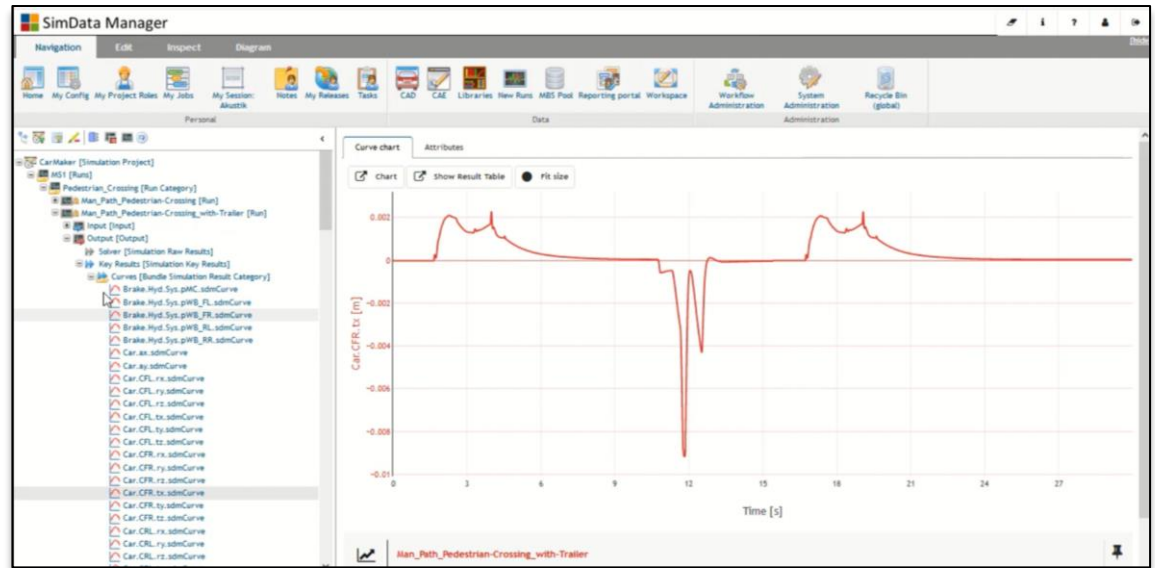 SimData Manager
i ?
Navigation Edit Inspect Diagram
Home My Config My Project Roles My Jobs My Session: Akustik Notes My Releases Tasks CAD CAE Libraries New Runs MBS Pool Reporting portal Workspace Workflow Administration System Administration Recycle Bin (global)
Personal Data Administration
CarMaker [Simulation Project]
MS1 [Runs]
Pedestrian_Crossing [Run Category]
Man_Path_Pedestrian-Crossing [Run]
Man_Path_Pedestrian-Crossing_with-Trailer [Run]
Input [Input]
Output [Output]
Solver [Simulation Raw Results]
Key Results [Simulation Key Results]
Curves [Bundle Simulation Result Category]
Brake.Hyd.Sys.pMC.sdmCurve
Brake.Hyd.Sys.pWB_FL.sdmCurve
Brake.Hyd.Sys.pWB_FR.sdmCurve
Brake.Hyd.Sys.pWB_RL.sdmCurve
Brake.Hyd.Sys.pWB_RR.sdmCurve
Car.ax.sdmCurve
Car.ay.sdmCurve
Car.CFL.rx.sdmCurve
Car.CFL.ry.sdmCurve
Car.CFL.rz.sdmCurve
Car.CFL.tx.sdmCurve
Car.CFL.ty.sdmCurve
Car.CFL.tz.sdmCurve
Car.CFR.rx.sdmCurve
Car.CFR.ry.sdmCurve
Car.CFR.rz.sdmCurve
Car.CFR.tx.sdmCurve
Car.CFR.ty.sdmCurve
Car.CFR.tz.sdmCurve
Car.CRL.rx.sdmCurve
Car.CRL.ry.sdmCurve
Car.CRL.rz.sdmCurve
Curve chart Attributes
Chart Show Result Table Fit size
0.002
0
-0.002
-0.004
-0.006
-0.008
-0.01
Car.CFR.tx [m]
0 3 6 9 12 15 18 21 24 27
Time [s]
Man_Path_Pedestrian-Crossing_with-Trailer